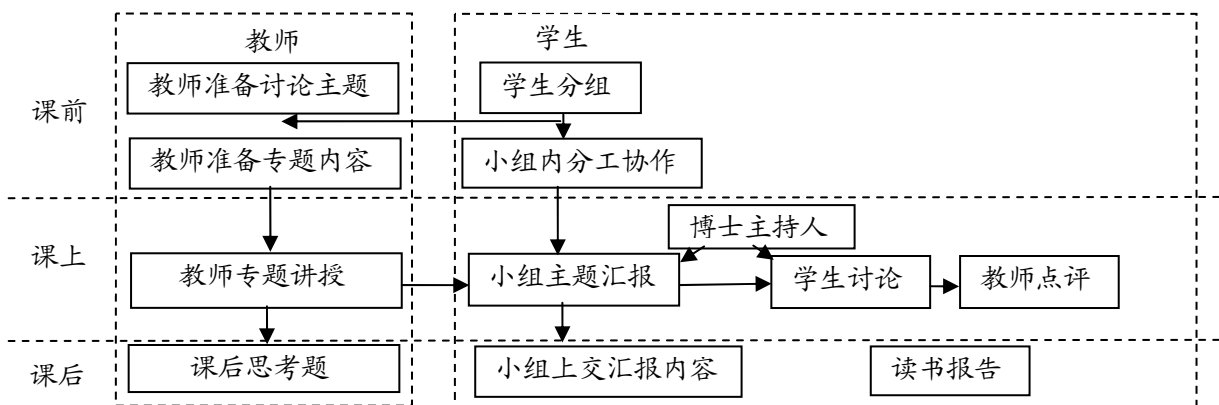 教师
学生
教师准备讨论主题
学生分组
课前
教师准备专题内容
小组内分工协作
博士主持人
课上
教师专题讲授
小组主题汇报
学生讨论
教师点评
课后
课后思考题
小组上交汇报内容
读书报告